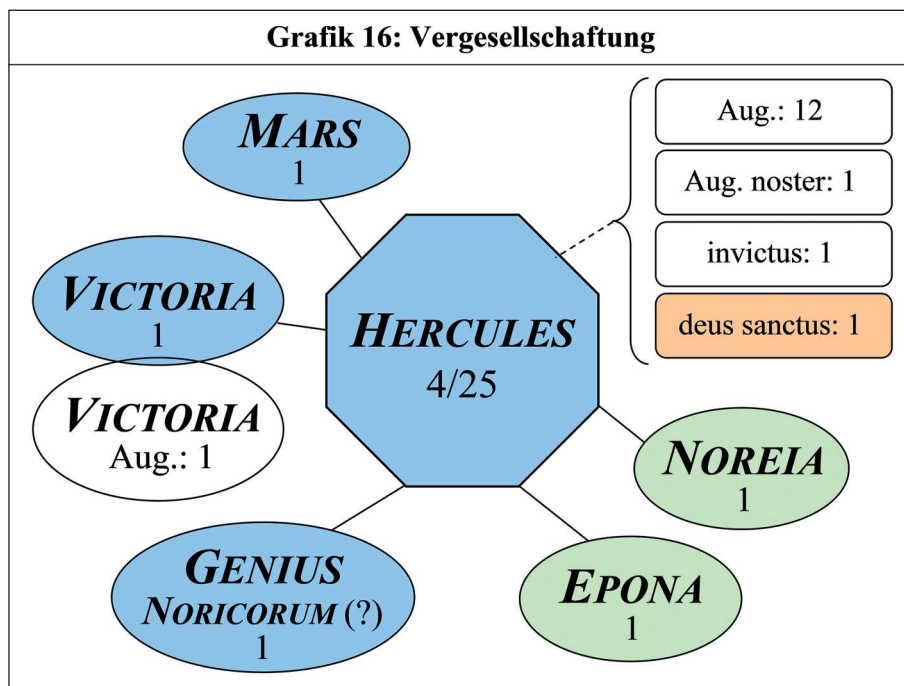 Grafik 16: Vergesellschaftung
MARS
1
VICTORIA
1
VICTORIA
Aug.: 1
GENIUS
NORICORUM (?)
1
HERCULES
4/25
EPONA
1
NOREIA
1
Aug.: 12
Aug. noster: 1
invictus: 1
deus sanctus: 1